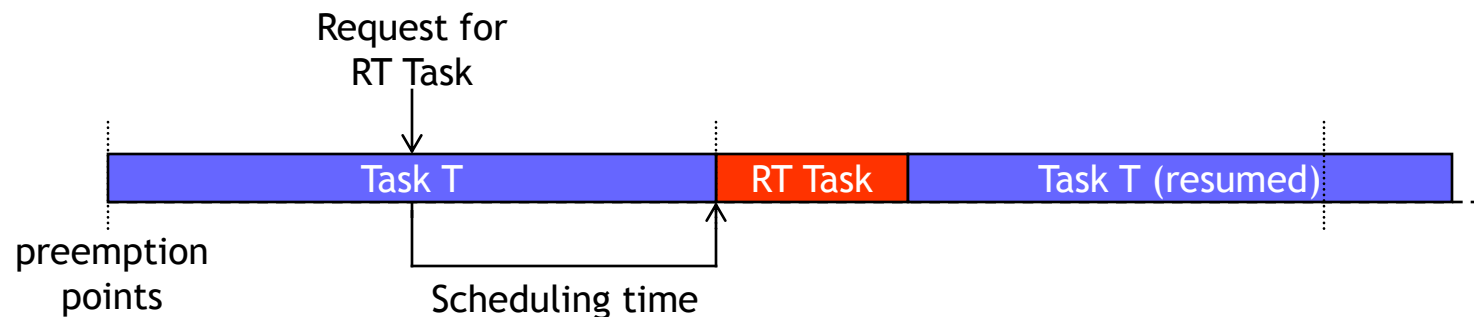 Request for
RT Task
Task T
RT Task
Task T (resumed)
preemption
points
Scheduling time